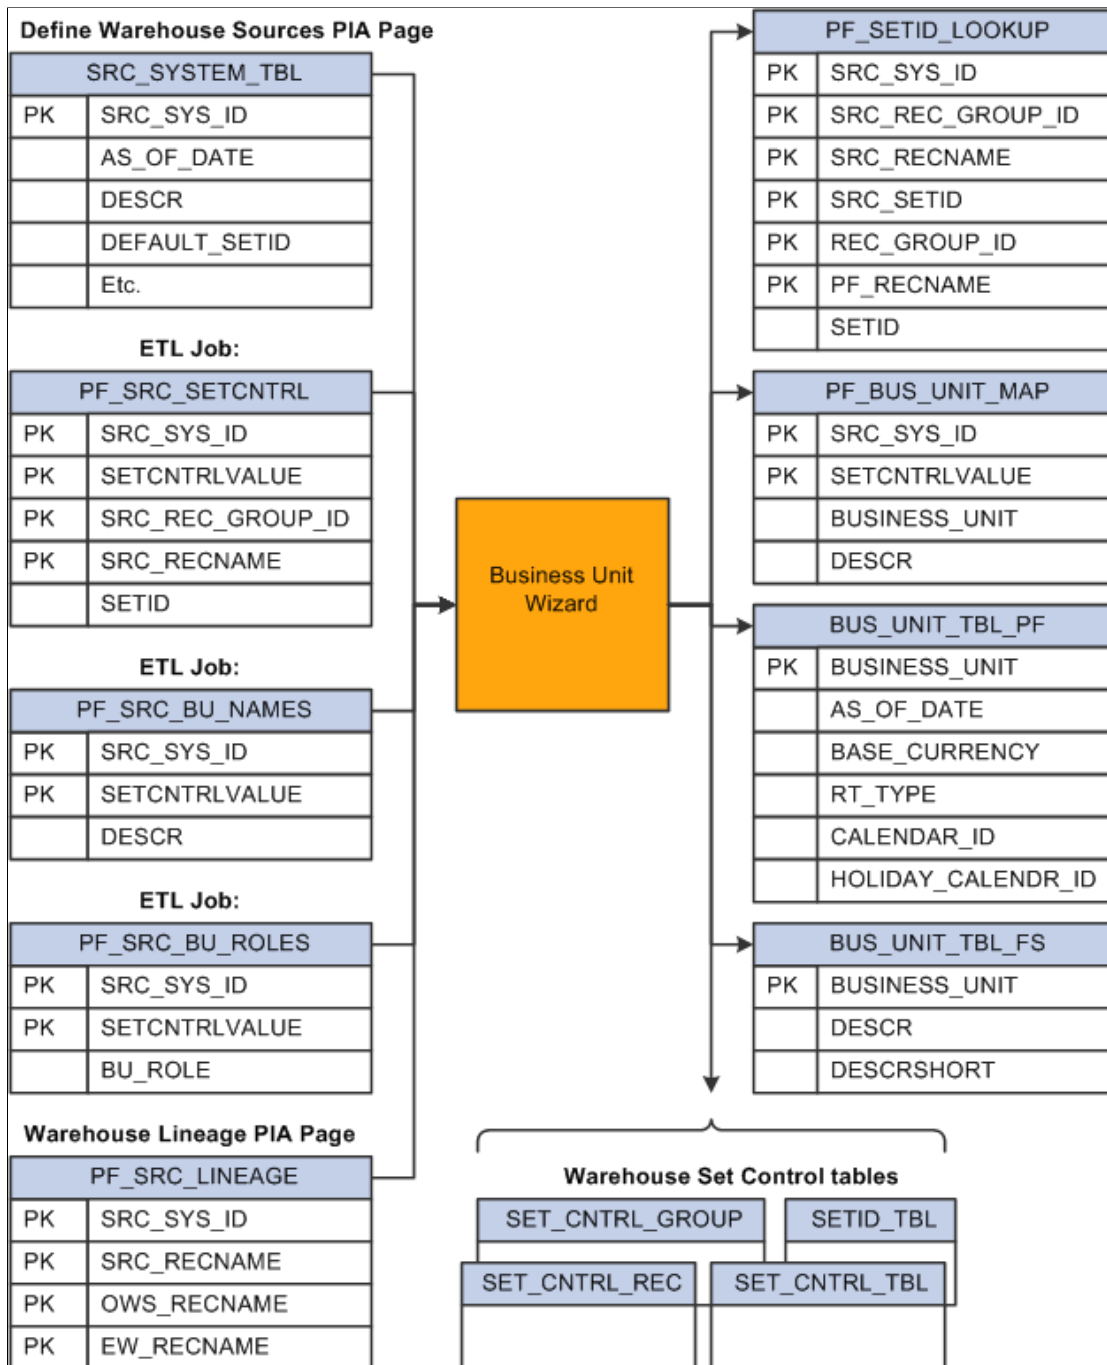 Define Warehouse Sources PIA Page
SRC_SYSTEM_TBL
PK SRC_SYS_ID
AS_OF_DATE
DESCR
DEFAULT_SETID
Etc.
ETL Job:
PF_SRC_SETCNTRL
PK SRC_SYS_ID
PK SETCNTRLVALUE
PK SRC_REC_GROUP_ID
PK SRC_RECNAME
SETID
ETL Job:
PF_SRC_BU_NAMES
PK SRC_SYS_ID
PK SETCNTRLVALUE
DESCR
ETL Job:
PF_SRC_BU_ROLES
PK SRC_SYS_ID
PK SETCNTRLVALUE
BU_ROLE
Warehouse Lineage PIA Page
PF_SRC_LINEAGE
PK SRC_SYS_ID
PK SRC_RECNAME
PK OWS_RECNAME
PK EW_RECNAME
Business Unit
Wizard
PF_SETID_LOOKUP
PK SRC_SYS_ID
PK SRC_REC_GROUP_ID
PK SRC_RECNAME
PK SRC_SETID
PK REC_GROUP_ID
PK PF_RECNAME
SETID
PF_BUS_UNIT_MAP
PK SRC_SYS_ID
PK SETCNTRLVALUE
BUSINESS_UNIT
DESCR
BUS_UNIT_TBL_PF
PK BUSINESS_UNIT
AS_OF_DATE
BASE_CURRENCY
RT_TYPE
CALENDAR_ID
HOLIDAY_CALENDR_ID
BUS_UNIT_TBL_FS
PK BUSINESS_UNIT
DESCR
DESCRSHORT
Warehouse Set Control tables
SET_CNTRL_GROUP
SETID_TBL
SET_CNTRL_REC
SET_CNTRL_TBL